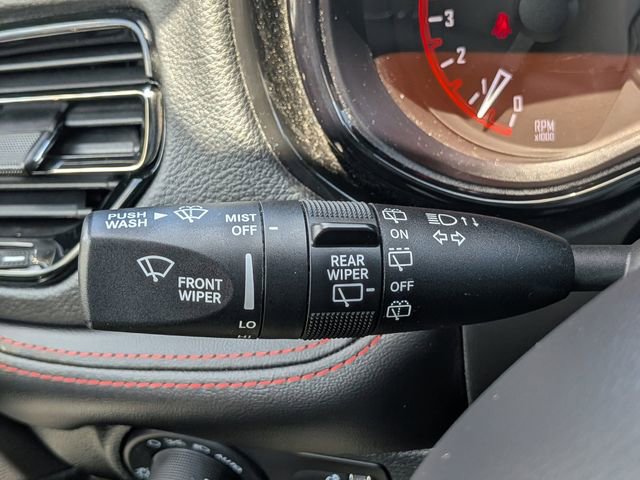 3
2
1
0
RPM
x1000
PUSH
WASH
MIST
OFF
FRONT
WIPER
LO
REAR
WIPER
ON
OFF